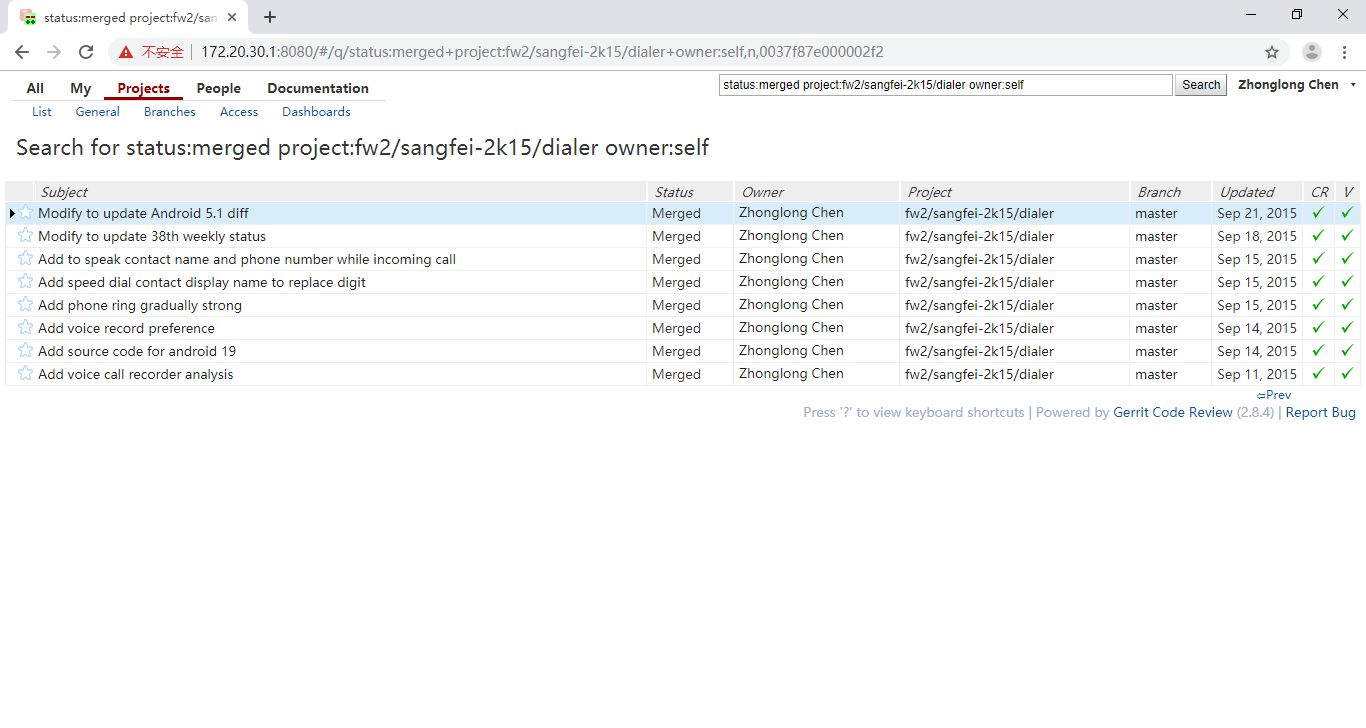 status:merged project:fw2/san
不安全 172.20.30.1:8080/#/q/status:merged+project:fw2/sangfei-2k15/dialer+owner:self,n,0037f87e000002f2
All My Projects People Documentation status:merged project:fw2/sangfei-2k15/dialer owner:self Search Zhonglong Chen
List General Branches Access Dashboards
Search for status:merged project:fw2/sangfei-2k15/dialer owner:self
Subject Status Owner Project Branch Updated CR V
Modify to update Android 5.1 diff Merged Zhonglong Chen fw2/sangfei-2k15/dialer master Sep 21, 2015 ✓ ✓
Modify to update 38th weekly status Merged Zhonglong Chen fw2/sangfei-2k15/dialer master Sep 18, 2015 ✓ ✓
Add to speak contact name and phone number while incoming call Merged Zhonglong Chen fw2/sangfei-2k15/dialer master Sep 15, 2015 ✓ ✓
Add speed dial contact display name to replace digit Merged Zhonglong Chen fw2/sangfei-2k15/dialer master Sep 15, 2015 ✓ ✓
Add phone ring gradually strong Merged Zhonglong Chen fw2/sangfei-2k15/dialer master Sep 15, 2015 ✓ ✓
Add voice record preference Merged Zhonglong Chen fw2/sangfei-2k15/dialer master Sep 14, 2015 ✓ ✓
Add source code for android 19 Merged Zhonglong Chen fw2/sangfei-2k15/dialer master Sep 14, 2015 ✓ ✓
Add voice call recorder analysis Merged Zhonglong Chen fw2/sangfei-2k15/dialer master Sep 11, 2015 ✓ ✓
⇦Prev
Press '?' to view keyboard shortcuts | Powered by Gerrit Code Review (2.8.4) | Report Bug